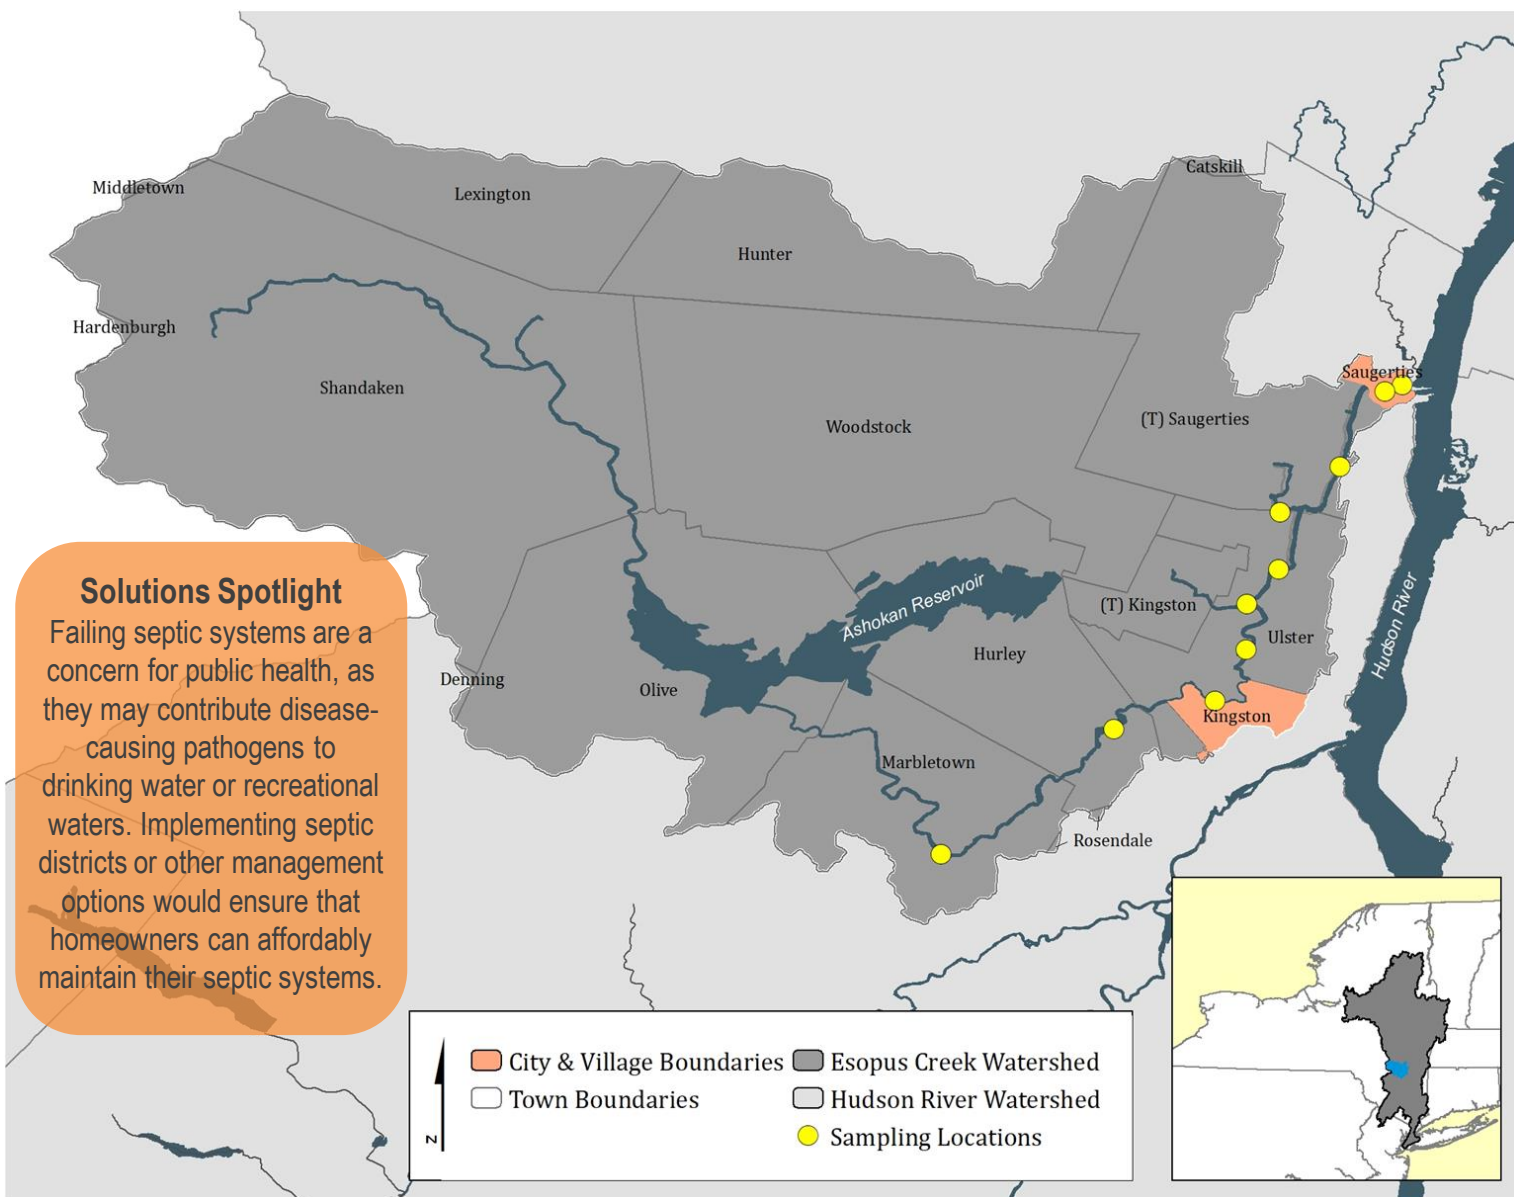 Catskill
Middletown
Lexington
Hunter
Hardenburgh
Shandaken
Saugerties
Woodstock
(T) Saugerties
Ashokan Reservoir
(T) Kingston
Ulster
Hudson River
Hurley
Denning
Olive
Kingston
Marbletown
Rosendale
Solutions Spotlight
Failing septic systems are a
concern for public health, as
they may contribute disease-
causing pathogens to
drinking water or recreational
waters. Implementing septic
districts or other management
options would ensure that
homeowners can affordably
maintain their septic systems.
City & Village Boundaries
Town Boundaries
Esopus Creek Watershed
Hudson River Watershed
Sampling Locations
N